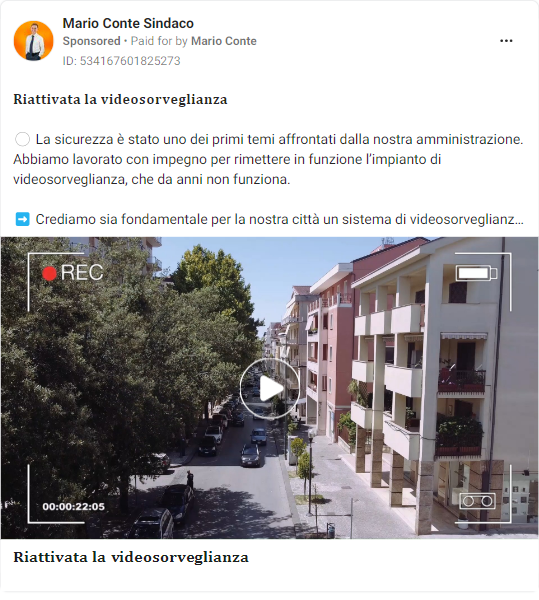 Mario Conte Sindaco
Sponsored • Paid for by Mario Conte
ID: 534167601825273
Riattivata la videosorveglianza
La sicurezza è stato uno dei primi temi affrontati dalla nostra amministrazione.
Abbiamo lavorato con impegno per rimettere in funzione l’impianto di
videosorveglianza, che da anni non funziona.
➡️ Crediamo sia fondamentale per la nostra città un sistema di videosorveglianz...
REC
00:00:22:05
Riattivata la videosorveglianza